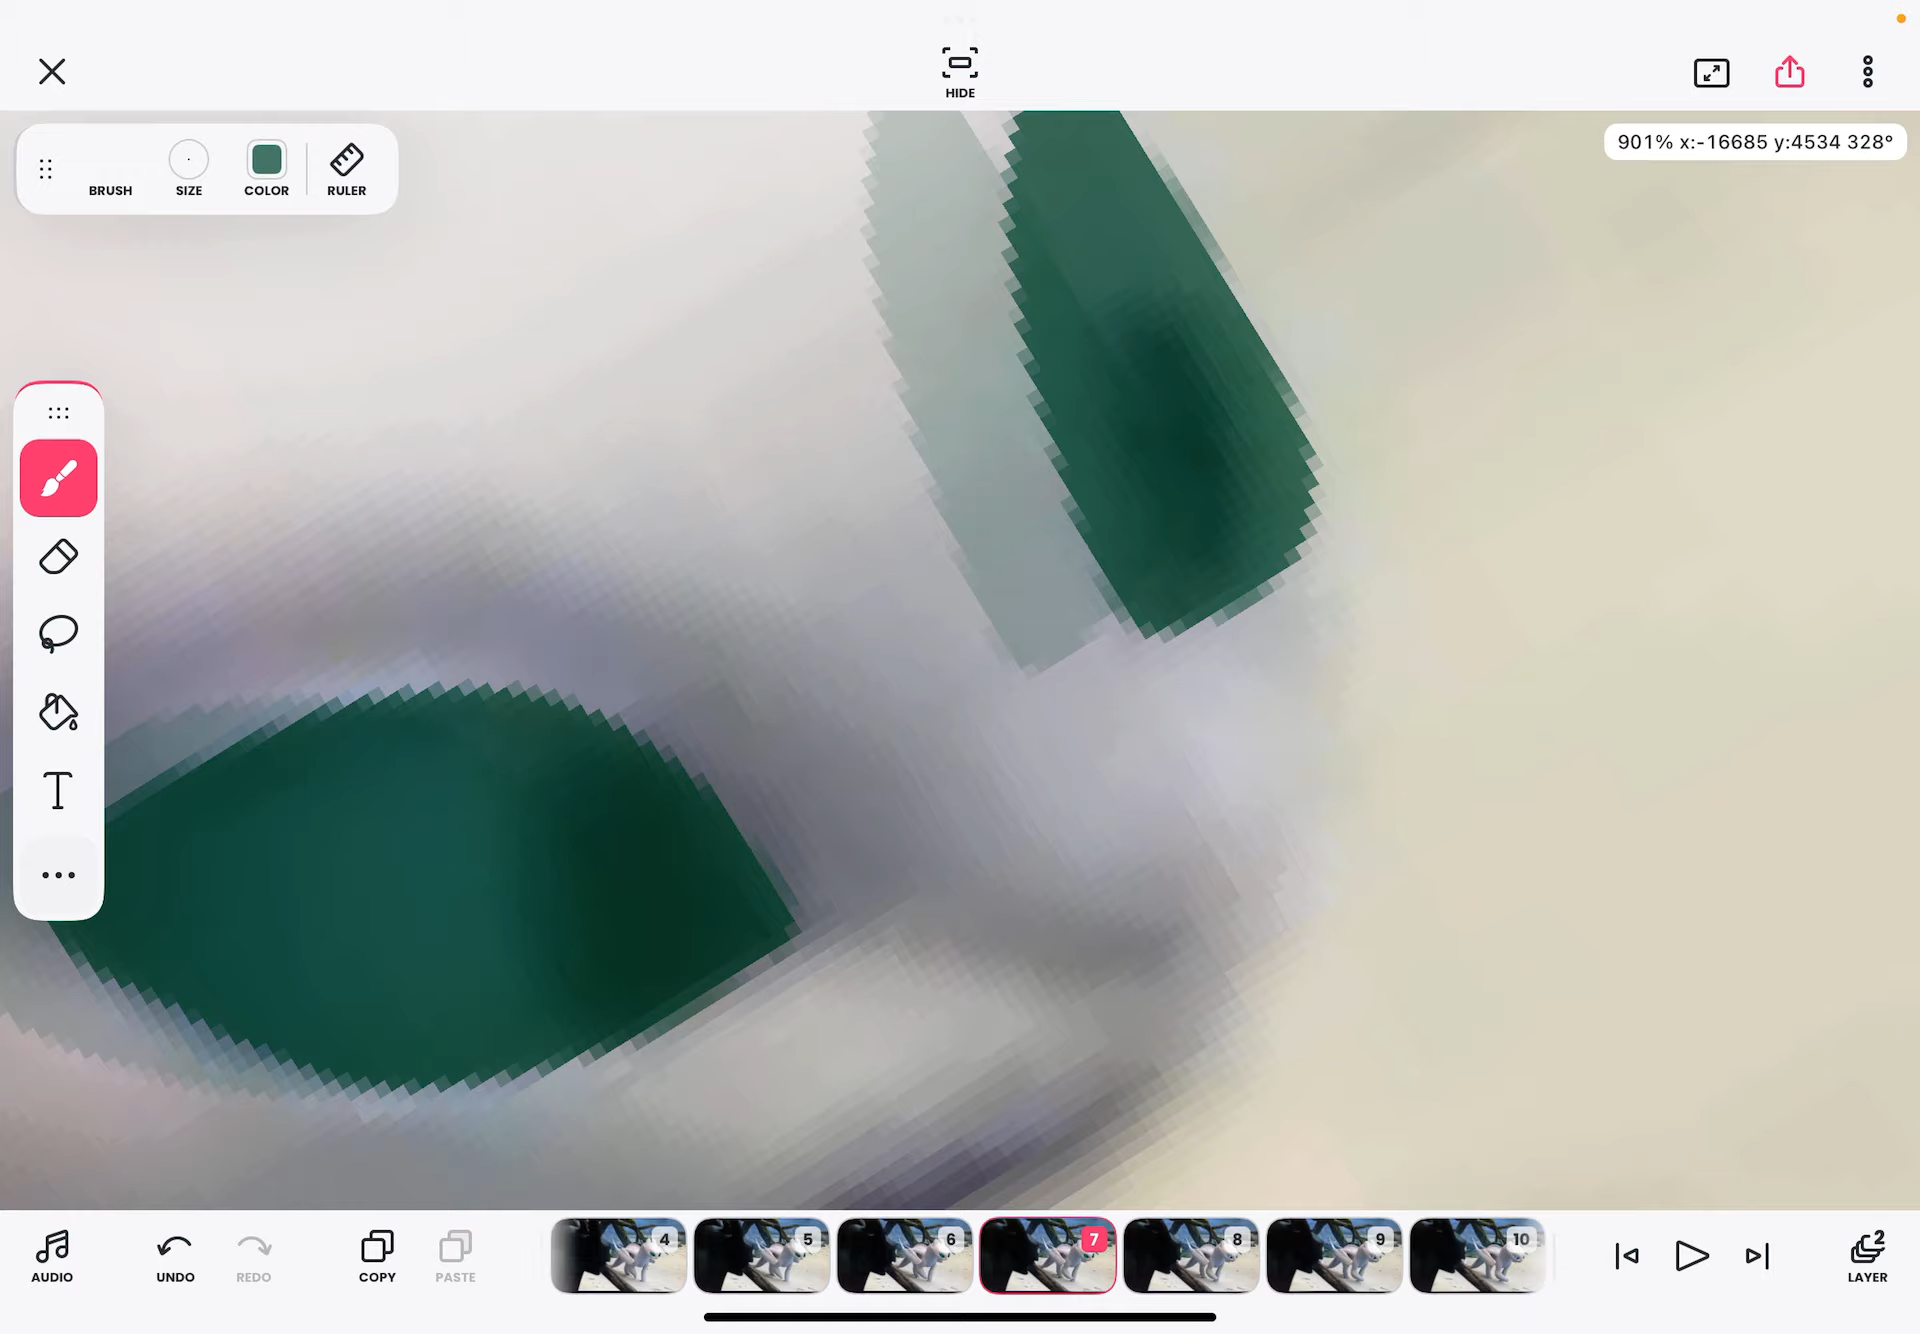 HIDE
901% x:-16685 y:4534 328°
BRUSH
SIZE
COLOR
RULER
AUDIO
UNDO
REDO
COPY
PASTE
4
5
6
7
8
9
10
2
LAYER